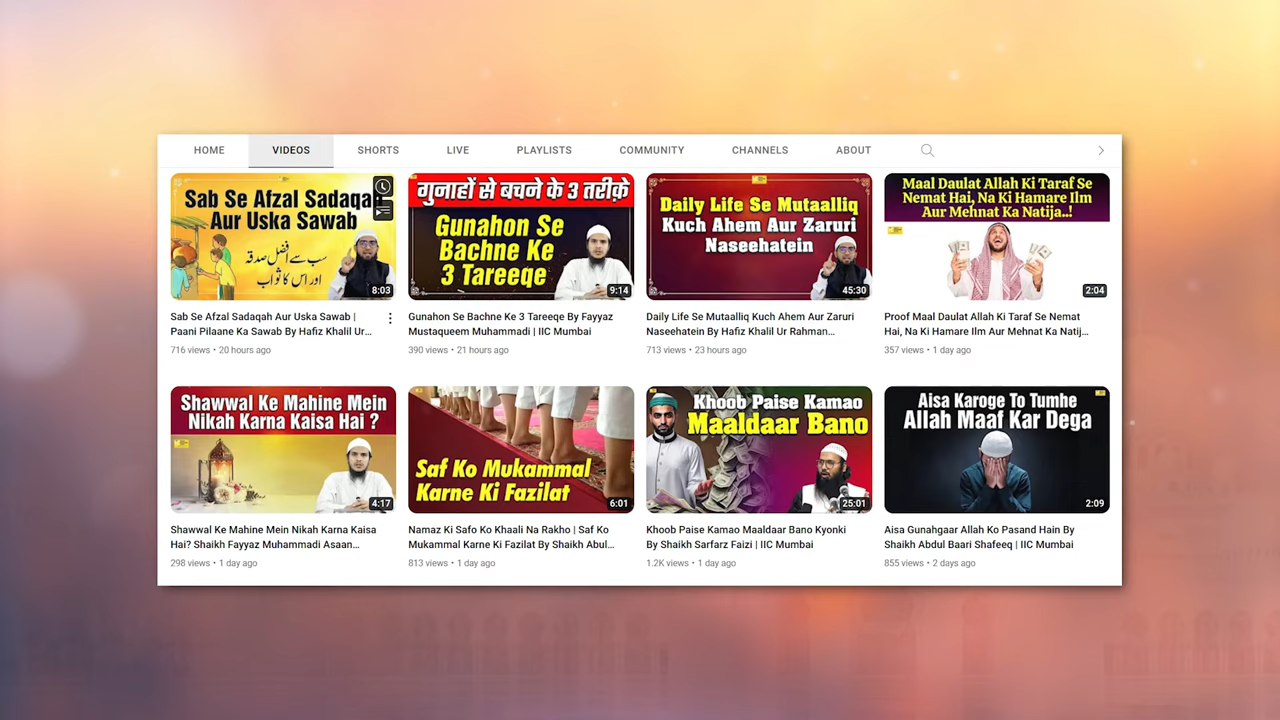 HOME VIDEOS SHORTS LIVE PLAYLISTS COMMUNITY CHANNELS ABOUT
Sab Se Afzal Sadaqah
Aur Uska Sawab
سب سے افضل صدقہ
اور اس کا ثواب
8:03
गुनाहों से बचने के 3 तरीक़े
Gunahon Se
Bachne Ke
3 Tareeqe
9:14
Daily Life Se Mutaalliq
Kuch Ahem Aur Zaruri
Naseehatein
45:30
Maal Daulat Allah Ki Taraf Se
Nemat Hai, Na Ki Hamare Ilm
Aur Mehnat Ka Natija..!
2:04
Sab Se Afzal Sadaqah Aur Uska Sawab |
Paani Pilaane Ka Sawab By Hafiz Khalil Ur...
716 views • 20 hours ago
Gunahon Se Bachne Ke 3 Tareeqe By Fayyaz
Mustaqueem Muhammadi | IIC Mumbai
390 views • 21 hours ago
Daily Life Se Mutaalliq Kuch Ahem Aur Zaruri
Naseehatein By Hafiz Khalil Ur Rahman...
713 views • 23 hours ago
Proof Maal Daulat Allah Ki Taraf Se Nemat
Hai, Na Ki Hamare Ilm Aur Mehnat Ka Natij...
357 views • 1 day ago
Shawwal Ke Mahine Mein
Nikah Karna Kaisa Hai ?
4:17
Saf Ko Mukammal
Karne Ki Fazilat
6:01
Khoob Paise Kamao
Maaldaar Bano
25:01
Aisa Karoge To Tumhe
Allah Maaf Kar Dega
2:09
Shawwal Ke Mahine Mein Nikah Karna Kaisa
Hai? Shaikh Fayyaz Muhammadi Asaan...
298 views • 1 day ago
Namaz Ki Safo Ko Khaali Na Rakho | Saf Ko
Mukammal Karne Ki Fazilat By Shaikh Abul...
813 views • 1 day ago
Khoob Paise Kamao Maaldaar Bano Kyonki
By Shaikh Sarfarz Faizi | IIC Mumbai
1.2K views • 1 day ago
Aisa Gunahgaar Allah Ko Pasand Hain By
Shaikh Abdul Baari Shafeeq | IIC Mumbai
855 views • 2 days ago